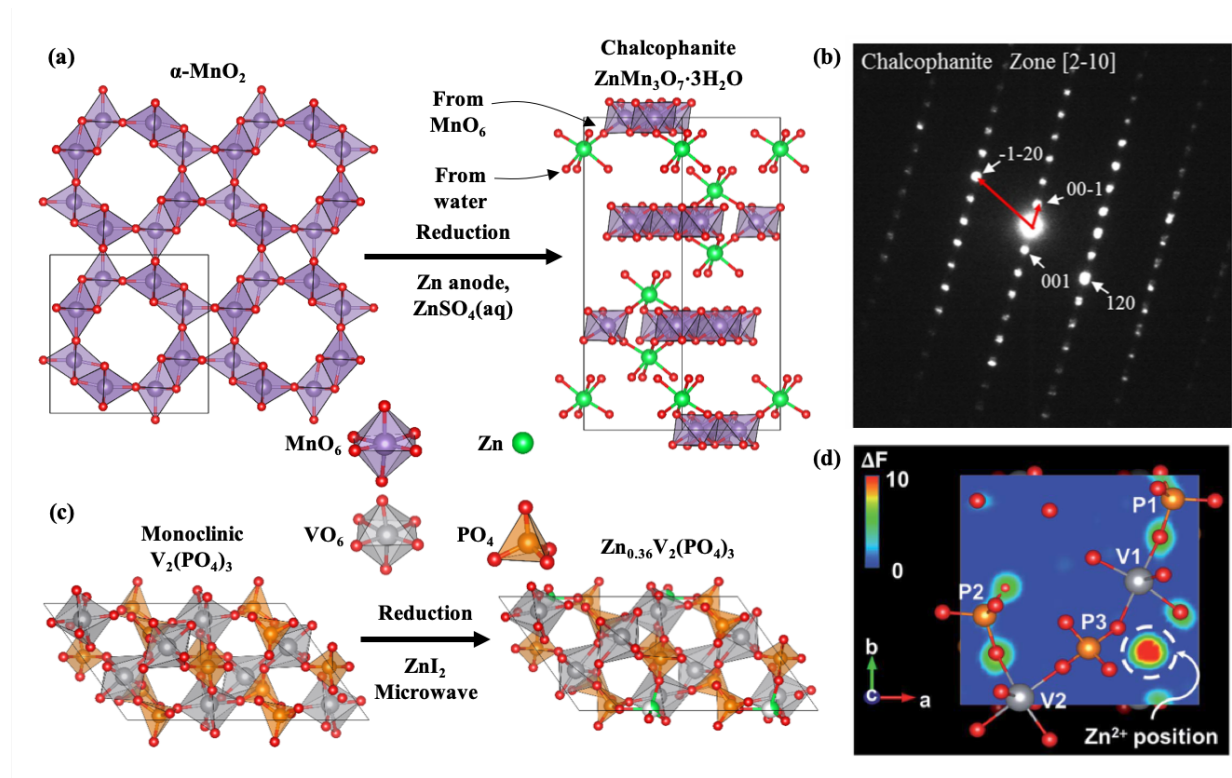 (a)
α-MnO₂
From
MnO₆
From
water
Reduction
Zn anode,
ZnSO₄(aq)
Chalcophanite
ZnMn₃O₇·3H₂O
(b)
Chalcophanite Zone [2-10]
-1-20
00-1
001
120
MnO₆
Zn
VO₆
PO₄
(c)
Monoclinic
V₂(PO₄)₃
Reduction
ZnI₂
Microwave
Zn₀.₃₆V₂(PO₄)₃
(d)
ΔF
10
0
P1
V1
P2
P3
V2
b
c
a
Zn²⁺ position